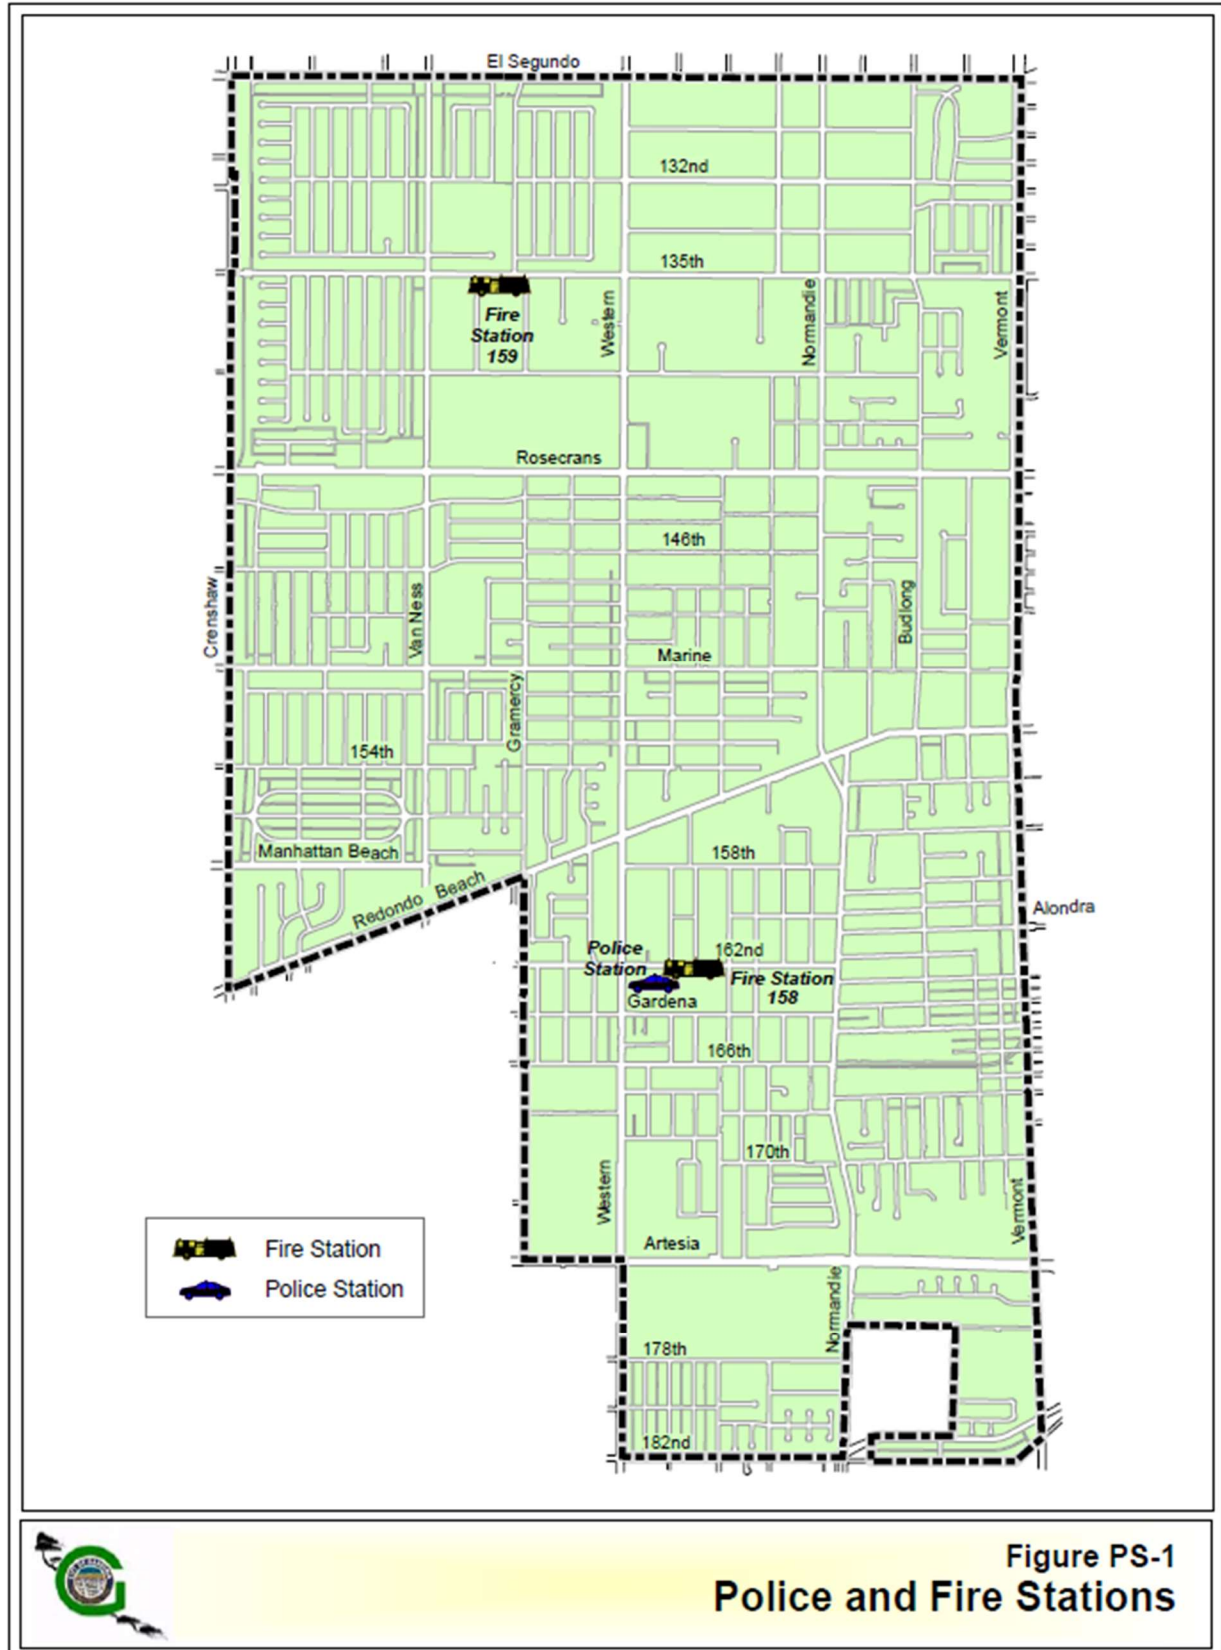 El Segundo
132nd
135th
Fire
Station
159
Western
Normandie
Vermont
Rosecrans
146th
Crenshaw
Van Ness
Budlong
Marine
Gramercy
154th
Manhattan Beach
158th
Redondo Beach
Alondra
Police
Station
162nd
Fire Station
158
Gardena
166th
170th
Western
Vermont
Artesia
Fire Station
Police Station
Normandie
178th
182nd
G
Figure PS-1
Police and Fire Stations